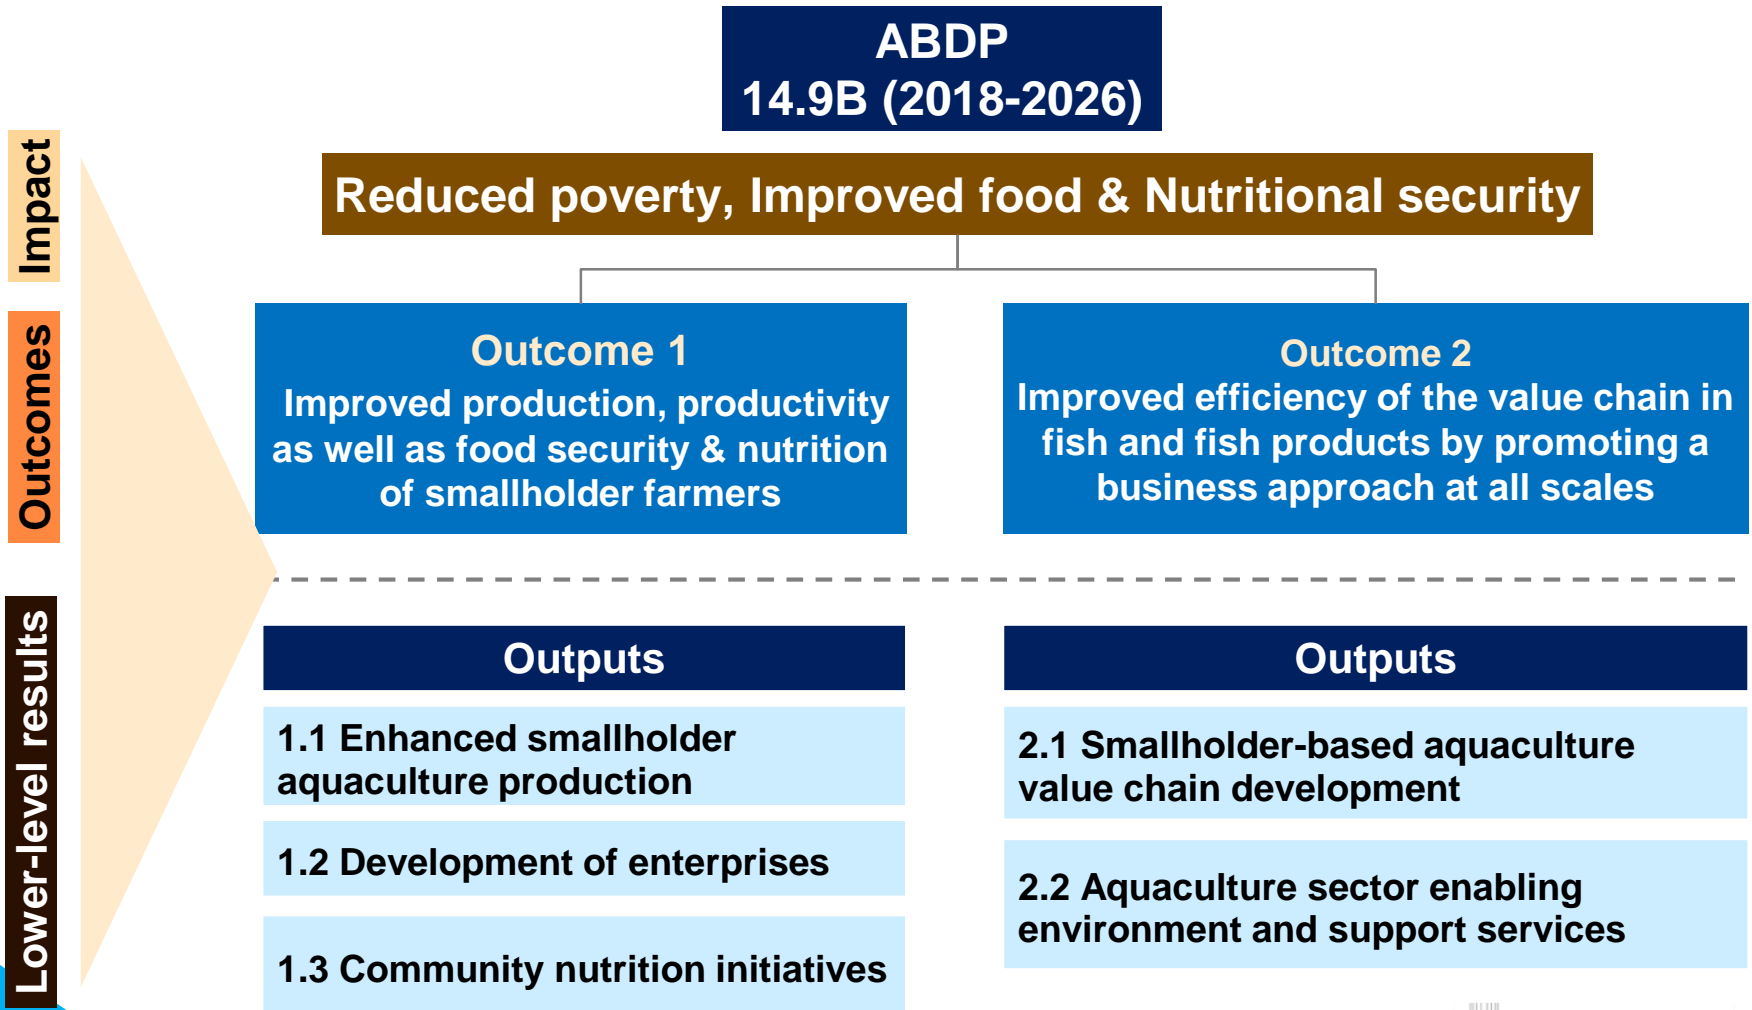 ABDP
14.9B (2018-2026)
Impact
Reduced poverty, Improved food & Nutritional security
Outcomes
Outcome 1
Improved production, productivity
as well as food security & nutrition
of smallholder farmers
Outcome 2
Improved efficiency of the value chain in
fish and fish products by promoting a
business approach at all scales
Lower-level results
Outputs
1.1 Enhanced smallholder
aquaculture production
1.2 Development of enterprises
1.3 Community nutrition initiatives
Outputs
2.1 Smallholder-based aquaculture
value chain development
2.2 Aquaculture sector enabling
environment and support services